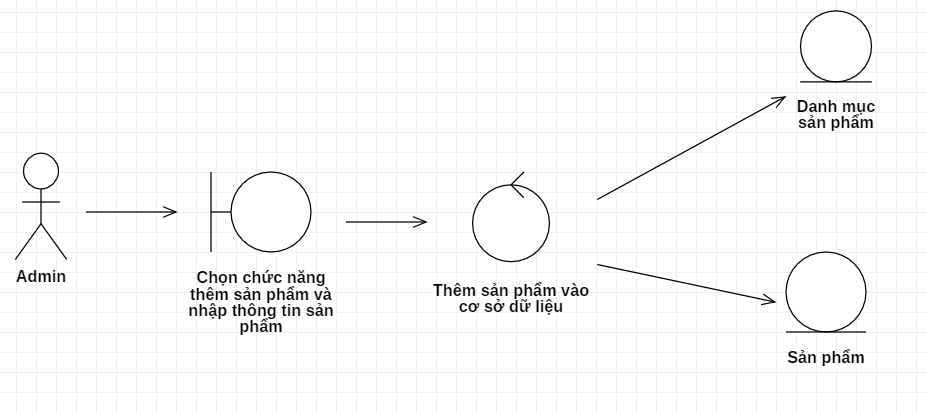 Danh mục
sản phẩm
Admin
Chọn chức năng
thêm sản phẩm và
nhập thông tin sản
phẩm
Thêm sản phẩm vào
cơ sở dữ liệu
Sản phẩm